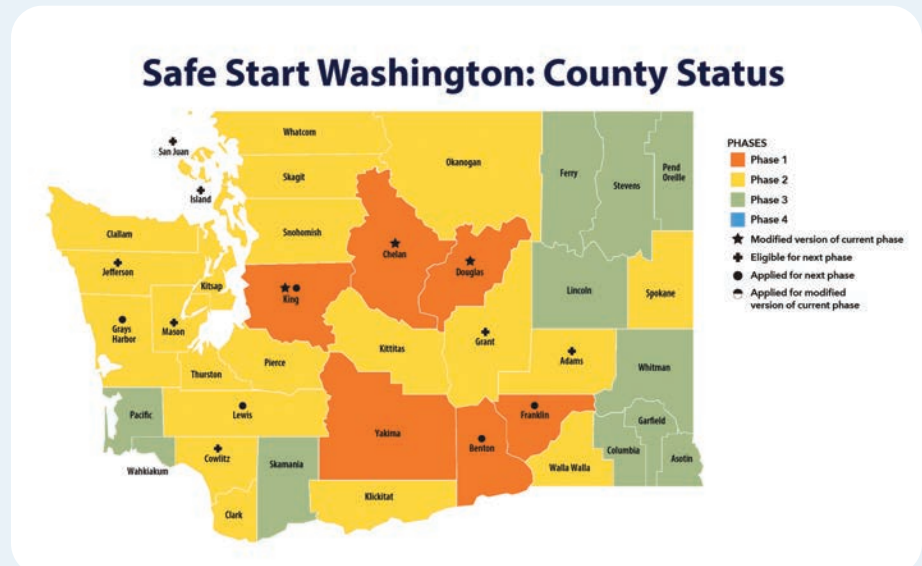 Safe Start Washington: County Status
Whatcom
San Juan
Okanogan
Pend
Oreille
Ferry
Stevens
Skagit
Island
Snohomish
Clallam
Chelan
Douglas
Jefferson
Kitsap
King
Lincoln
Spokane
Grays
Harbor
Mason
Grant
Kittitas
Adams
Pierce
Thurston
Whitman
Pacific
Lewis
Franklin
Garfield
Yakima
Benton
Columbia
Asotin
Cowlitz
Skamania
Wahkiakum
Walla Walla
Klickitat
Clark
PHASES
Phase 1
Phase 2
Phase 3
Phase 4
Modified version of current phase
Eligible for next phase
Applied for next phase
Applied for modified
version of current phase